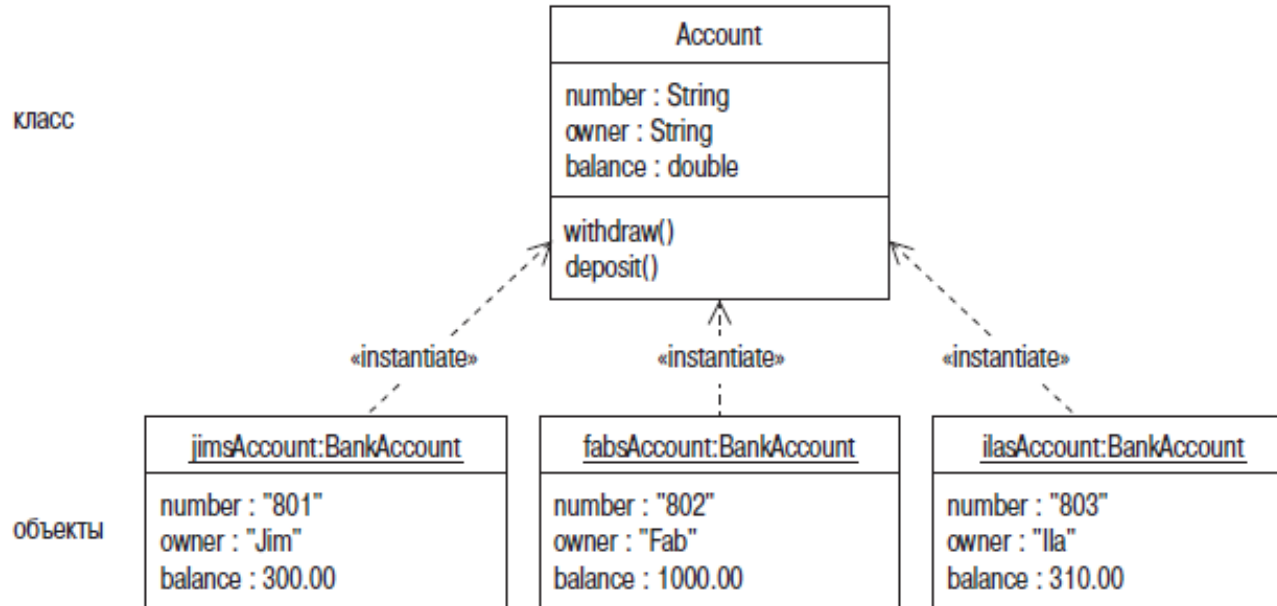 Account
number : String
owner : String
balance : double
класс
withdraw()
deposit()
«instantiate» «instantiate» «instantiate»
jimsAccount:BankAccount
number : "801"
owner : "Jim"
balance : 300.00
fabsAccount:BankAccount
number : "802"
owner : "Fab"
balance : 1000.00
ilasAccount:BankAccount
number : "803"
owner : "Ila"
balance : 310.00
объекты